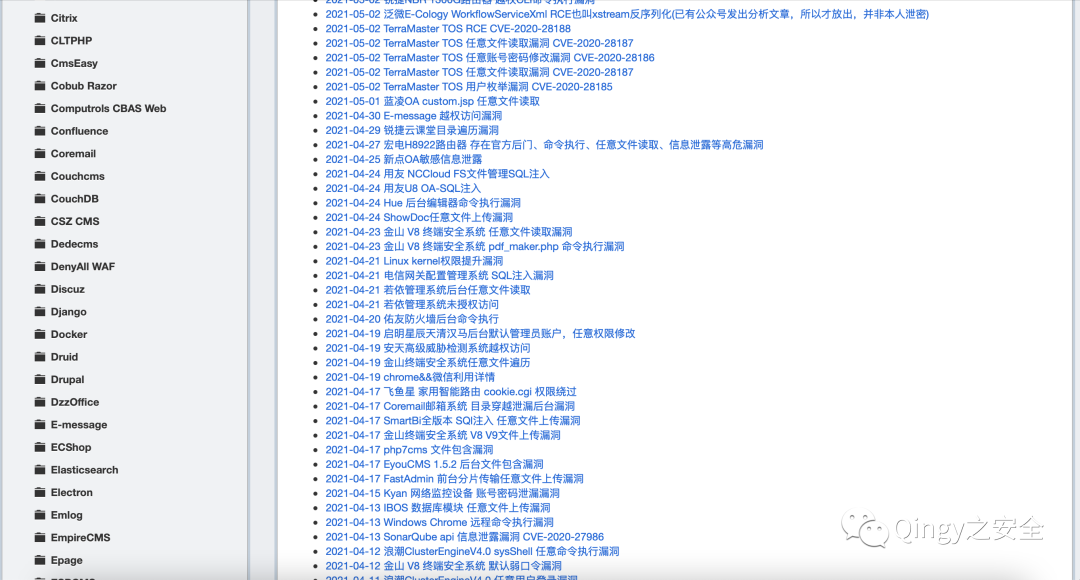 Citrix
CLTPHP
CmsEasy
Cobub Razor
Computrols CBAS Web
Confluence
Coremail
Couchcms
CouchDB
CSZ CMS
Dedecms
DenyAll WAF
Discuz
Django
Docker
Druid
Drupal
DzzOffice
E-message
ECShop
Elasticsearch
Electron
Emlog
EmpireCMS
Epage
2021-05-02 泛微E-Cology WorkflowServiceXml RCE也叫xstream反序列化(已有公众号发出分析文章，所以才放出，并非本人泄密)
2021-05-02 TerraMaster TOS RCE CVE-2020-28188
2021-05-02 TerraMaster TOS 任意文件读取漏洞 CVE-2020-28187
2021-05-02 TerraMaster TOS 任意账号密码修改漏洞 CVE-2020-28186
2021-05-02 TerraMaster TOS 任意文件读取漏洞 CVE-2020-28187
2021-05-02 TerraMaster TOS 用户枚举漏洞 CVE-2020-28185
2021-05-01 蓝凌OA custom.jsp 任意文件读取
2021-04-30 E-message 越权访问漏洞
2021-04-29 锐捷云课堂目录遍历漏洞
2021-04-27 宏电H8922路由器 存在官方后门、命令执行、任意文件读取、信息泄露等高危漏洞
2021-04-25 新点OA敏感信息泄露
2021-04-24 用友 NCCloud FS文件管理SQL注入
2021-04-24 用友U8 OA-SQL注入
2021-04-24 Hue 后台编辑器命令执行漏洞
2021-04-24 ShowDoc任意文件上传漏洞
2021-04-23 金山 V8 终端安全系统 任意文件读取漏洞
2021-04-23 金山 V8 终端安全系统 pdf_maker.php 命令执行漏洞
2021-04-21 Linux kernel权限提升漏洞
2021-04-21 电信网关配置管理系统 SQL注入漏洞
2021-04-21 若依管理系统后台任意文件读取
2021-04-21 若依管理系统未授权访问
2021-04-20 佑友防火墙后台命令执行
2021-04-19 启明星辰天清汉马后台默认管理员账户，任意权限修改
2021-04-19 安天高级威胁检测系统越权访问
2021-04-19 金山终端安全系统任意文件遍历
2021-04-19 chrome&&微信利用详情
2021-04-17 飞鱼星 家用智能路由 cookie.cgi 权限绕过
2021-04-17 Coremail邮箱系统 目录穿越泄漏后台漏洞
2021-04-17 SmartBi全版本 SQl注入 任意文件上传漏洞
2021-04-17 金山终端安全系统 V8 V9文件上传漏洞
2021-04-17 php7cms 文件包含漏洞
2021-04-17 EyouCMS 1.5.2 后台文件包含漏洞
2021-04-17 FastAdmin 前台分片传输任意文件上传漏洞
2021-04-15 Kyan 网络监控设备 账号密码泄漏漏洞
2021-04-13 IBOS 数据库模块 任意文件上传漏洞
2021-04-13 Windows Chrome 远程命令执行漏洞
2021-04-13 SonarQube api 信息泄露漏洞 CVE-2020-27986
2021-04-12 浪潮ClusterEngineV4.0 sysShell 任意命令执行漏洞
2021-04-12 金山 V8 终端安全系统 默认弱口令漏洞
2021-04-11 浪潮ClusterEngineV4.0 任意用户登录漏洞
Qingy之安全